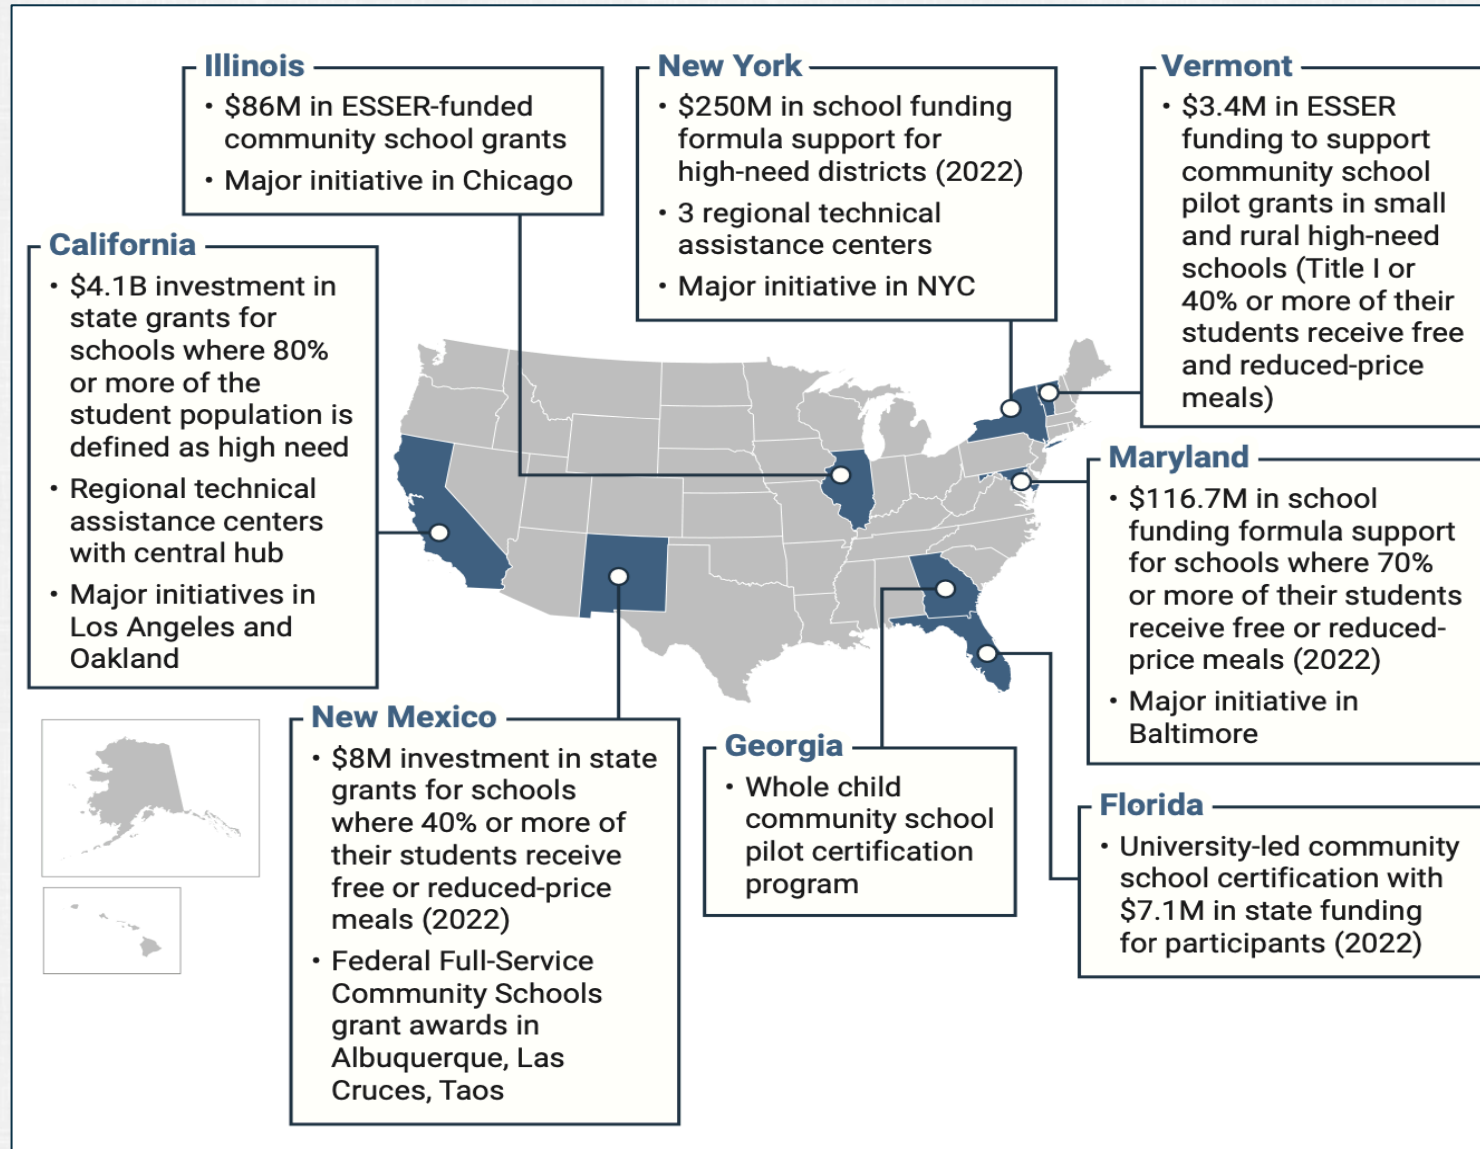 Illinois
• $86M in ESSER-funded
community school grants
• Major initiative in Chicago
New York
• $250M in school funding
formula support for
high-need districts (2022)
• 3 regional technical
assistance centers
• Major initiative in NYC
Vermont
• $3.4M in ESSER
funding to support
community school
pilot grants in small
and rural high-need
schools (Title I or
40% or more of their
students receive free
and reduced-price
meals)
California
• $4.1B investment in
state grants for
schools where 80%
or more of the
student population is
defined as high need
• Regional technical
assistance centers
with central hub
• Major initiatives in
Los Angeles and
Oakland
Maryland
• $116.7M in school
funding formula support
for schools where 70%
or more of their students
receive free or reduced-
price meals (2022)
• Major initiative in
Baltimore
New Mexico
• $8M investment in state
grants for schools
where 40% or more of
their students receive
free or reduced-price
meals (2022)
• Federal Full-Service
Community Schools
grant awards in
Albuquerque, Las
Cruces, Taos
Georgia
• Whole child
community school
pilot certification
program
Florida
• University-led community
school certification with
$7.1M in state funding
for participants (2022)